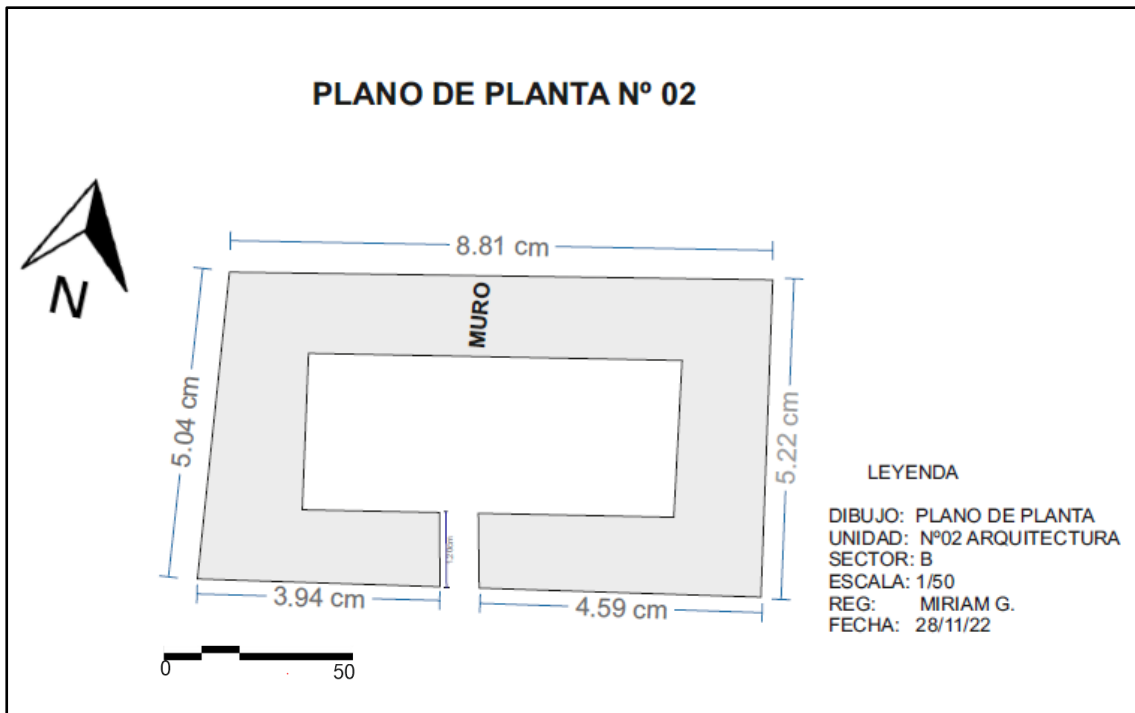 PLANO DE PLANTA Nº 02
N
8.81 cm
MURO
5.04 cm
5.22 cm
1.20cm
3.94 cm
4.59 cm
LEYENDA
DIBUJO: PLANO DE PLANTA
UNIDAD: Nº02 ARQUITECTURA
SECTOR: B
ESCALA: 1/50
REG: MIRIAM G.
FECHA: 28/11/22
0 50